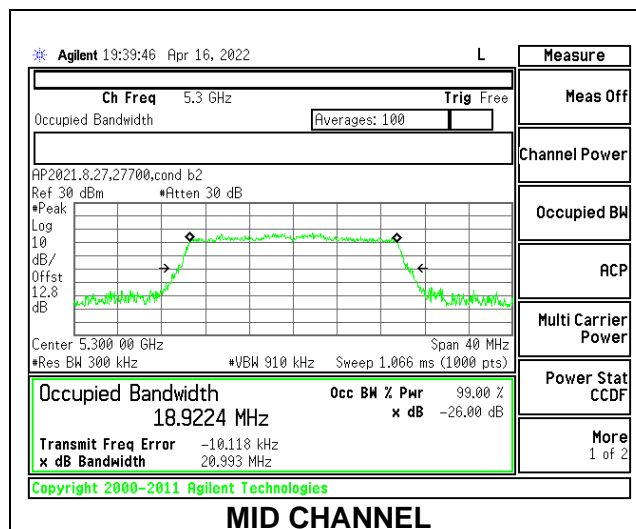 Agilent 19:39:46 Apr 16, 2022 L Measure
Ch Freq 5.3 GHz Trig Free
Meas Off
Occupied Bandwidth Averages: 100
Channel Power
AP2021.8.27,27700,cond b2
Ref 30 dBm #Atten 30 dB
#Peak
Log
10
dB/
Offst
12.8
dB
Occupied BW
ACP
Multi Carrier
Power
Center 5.300 00 GHz Span 40 MHz
#Res BW 300 kHz #VBW 910 kHz Sweep 1.066 ms (1000 pts)
Power Stat
CCDF
Occupied Bandwidth Occ BW % Pwr 99.00 %
18.9224 MHz x dB -26.00 dB
Transmit Freq Error -10.118 kHz
x dB Bandwidth 20.993 MHz
More
1 of 2
Copyright 2000-2011 Agilent Technologies
MID CHANNEL